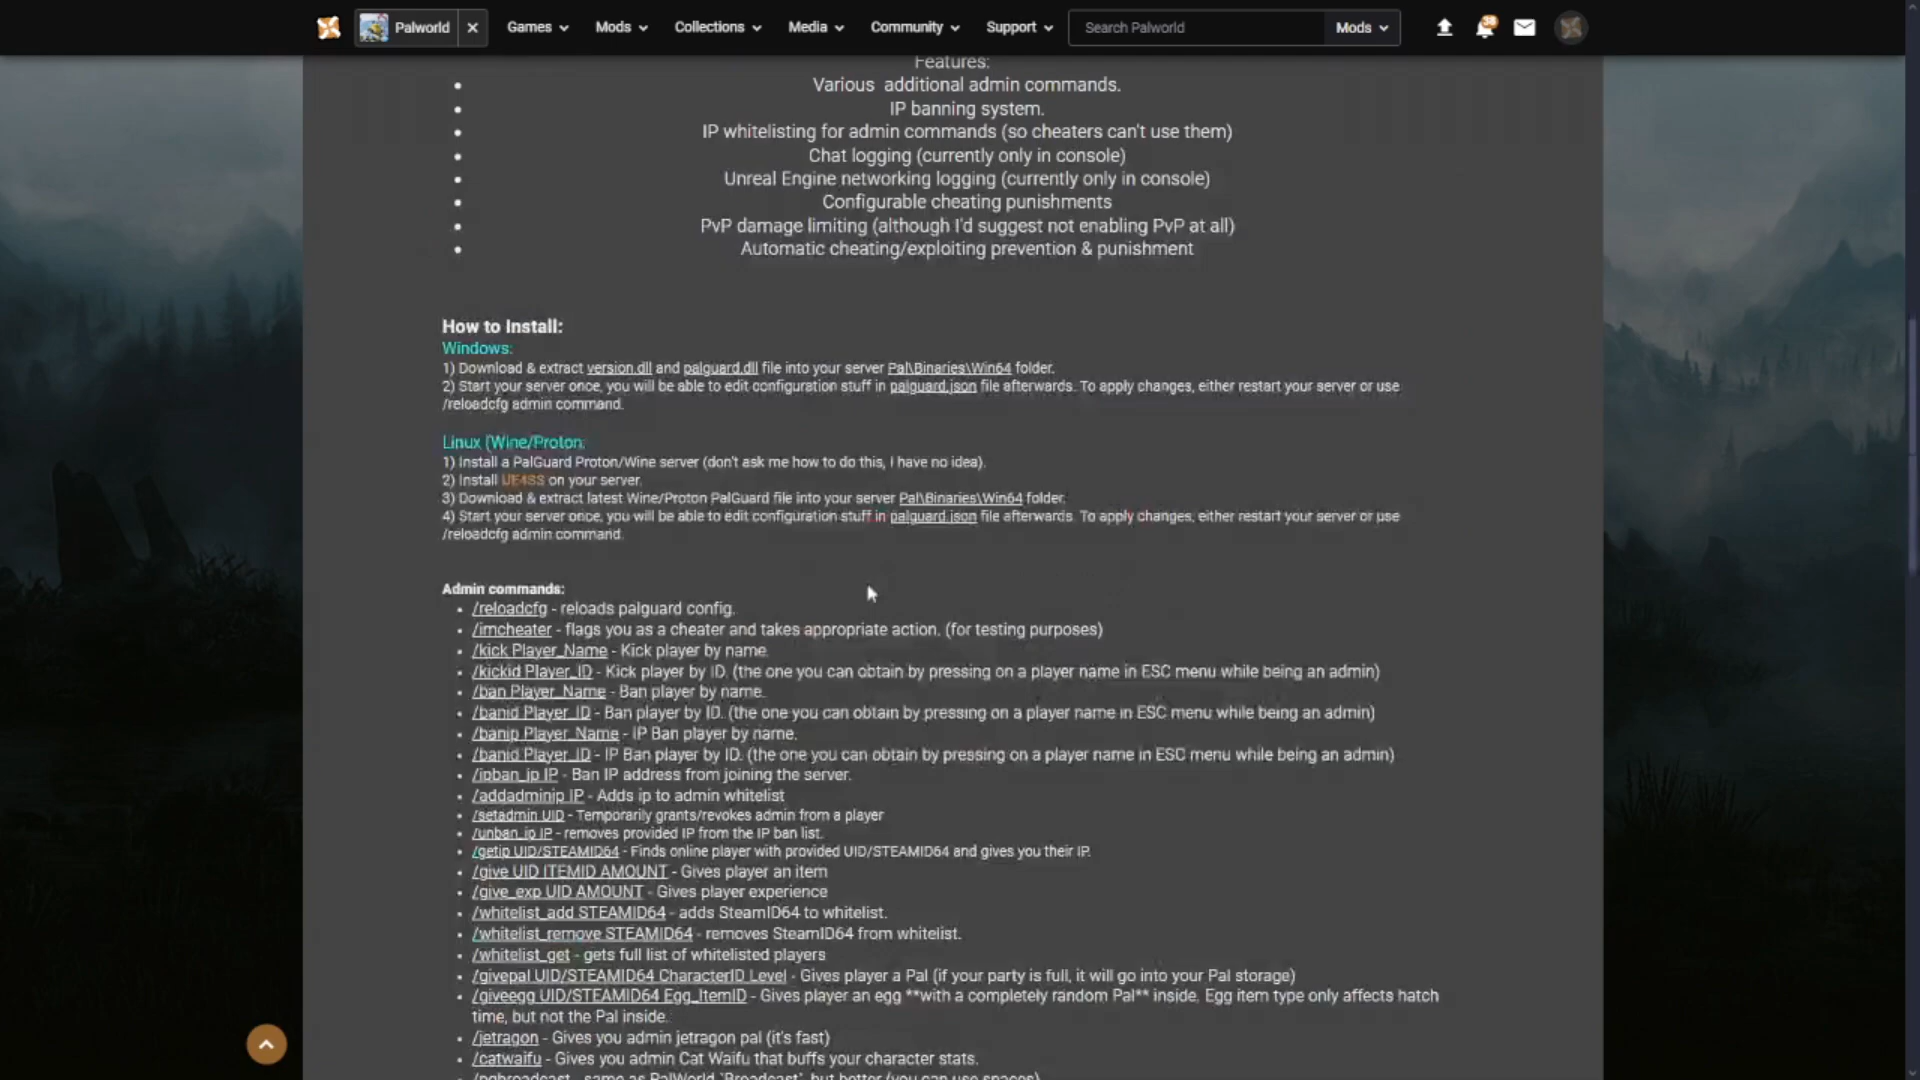 Palworld
Games
Mods
Collections
Media
Community
Support
Search Palworld
Mods
38
Features:
Various additional admin commands.
IP banning system.
IP whitelisting for admin commands (so cheaters can't use them)
Chat logging (currently only in console)
Unreal Engine networking logging (currently only in console)
Configurable cheating punishments
PvP damage limiting (although I'd suggest not enabling PvP at all)
Automatic cheating/exploiting prevention & punishment
How to Install:
Windows:
1) Download & extract version.dll and palguard.dll file into your server Pal\Binaries\Win64 folder.
2) Start your server once, you will be able to edit configuration stuff in palguard.json file afterwards. To apply changes, either restart your server or use
/reloadcfg admin command.
Linux (Wine/Proton:
1) Install a PalGuard Proton/Wine server (don't ask me how to do this, I have no idea).
2) Install UE4SS on your server.
3) Download & extract latest Wine/Proton PalGuard file into your server Pal\Binaries\Win64 folder.
4) Start your server once, you will be able to edit configuration stuff in palguard.json file afterwards. To apply changes, either restart your server or use
/reloadcfg admin command.
Admin commands:
/reloadcfg - reloads palguard config.
/imcheater - flags you as a cheater and takes appropriate action. (for testing purposes)
/kick Player_Name - Kick player by name.
/kickid Player_ID - Kick player by ID. (the one you can obtain by pressing on a player name in ESC menu while being an admin)
/ban Player_Name - Ban player by name.
/banid Player_ID - Ban player by ID. (the one you can obtain by pressing on a player name in ESC menu while being an admin)
/banip Player_Name - IP Ban player by name.
/banid Player_ID - IP Ban player by ID. (the one you can obtain by pressing on a player name in ESC menu while being an admin)
/ipban_ip IP - Ban IP address from joining the server.
/addadminip IP - Adds ip to admin whitelist
/setadmin UID - Temporarily grants/revokes admin from a player
/unban_ip IP - removes provided IP from the IP ban list.
/getip UID/STEAMID64 - Finds online player with provided UID/STEAMID64 and gives you their IP.
/give UID ITEMID AMOUNT - Gives player an item
/give_exp UID AMOUNT - Gives player experience
/whitelist_add STEAMID64 - adds SteamID64 to whitelist.
/whitelist_remove STEAMID64 - removes SteamID64 from whitelist.
/whitelist_get - gets full list of whitelisted players
/givepal UID/STEAMID64 CharacterID Level - Gives player a Pal (if your party is full, it will go into your Pal storage)
/giveegg UID/STEAMID64 Egg_ItemID - Gives player an egg **with a completely random Pal** inside. Egg item type only affects hatch
time, but not the Pal inside.
/jetragon - Gives you admin jetragon pal (it's fast)
/catwaifu - Gives you admin Cat Waifu that buffs your character stats.
/pgbroadcast - same as PalWorld `Broadcast`, but better (you can use spaces)